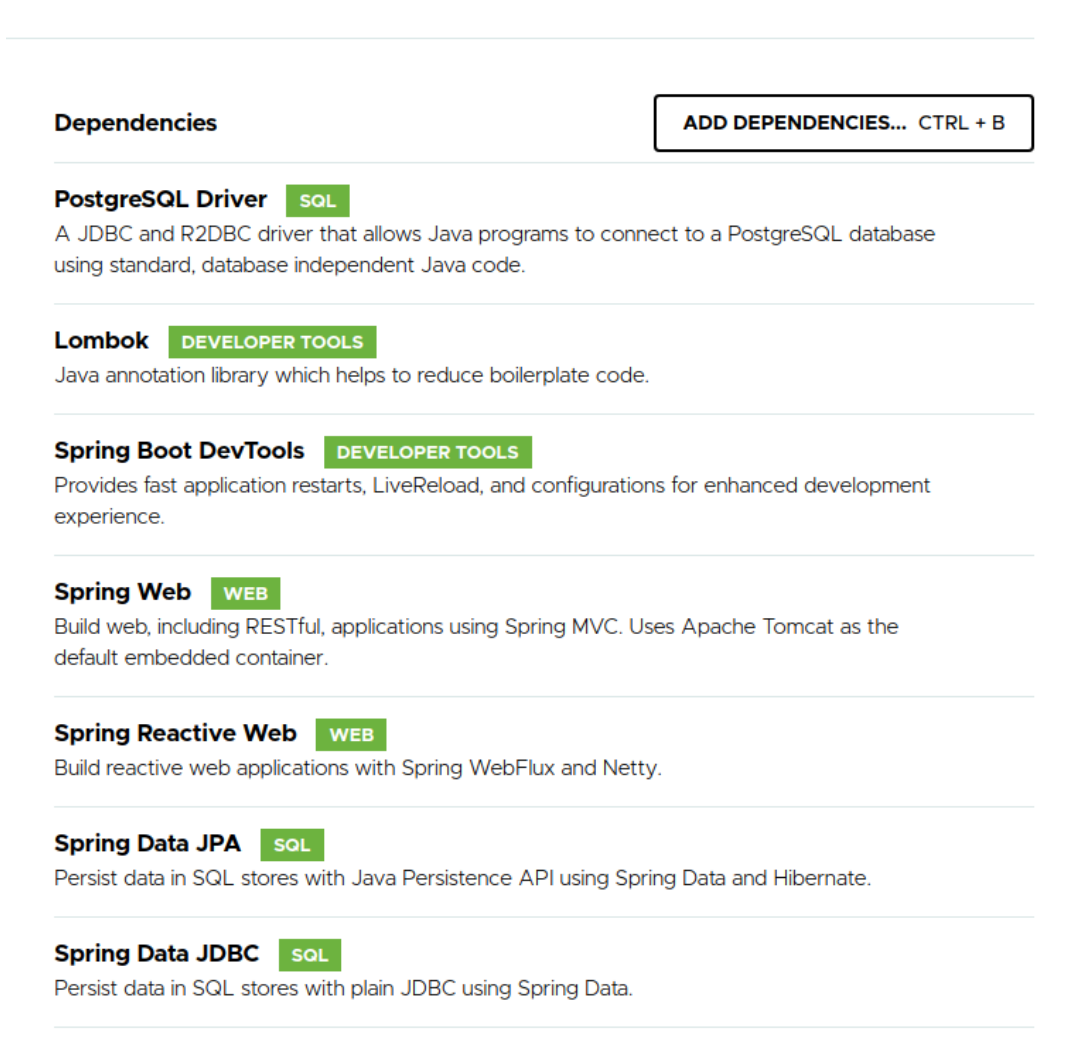 Dependencies
ADD DEPENDENCIES... CTRL + B
PostgreSQL Driver SQL
A JDBC and R2DBC driver that allows Java programs to connect to a PostgreSQL database
using standard, database independent Java code.
Lombok DEVELOPER TOOLS
Java annotation library which helps to reduce boilerplate code.
Spring Boot DevTools DEVELOPER TOOLS
Provides fast application restarts, LiveReload, and configurations for enhanced development
experience.
Spring Web WEB
Build web, including RESTful, applications using Spring MVC. Uses Apache Tomcat as the
default embedded container.
Spring Reactive Web WEB
Build reactive web applications with Spring WebFlux and Netty.
Spring Data JPA SQL
Persist data in SQL stores with Java Persistence API using Spring Data and Hibernate.
Spring Data JDBC SQL
Persist data in SQL stores with plain JDBC using Spring Data.